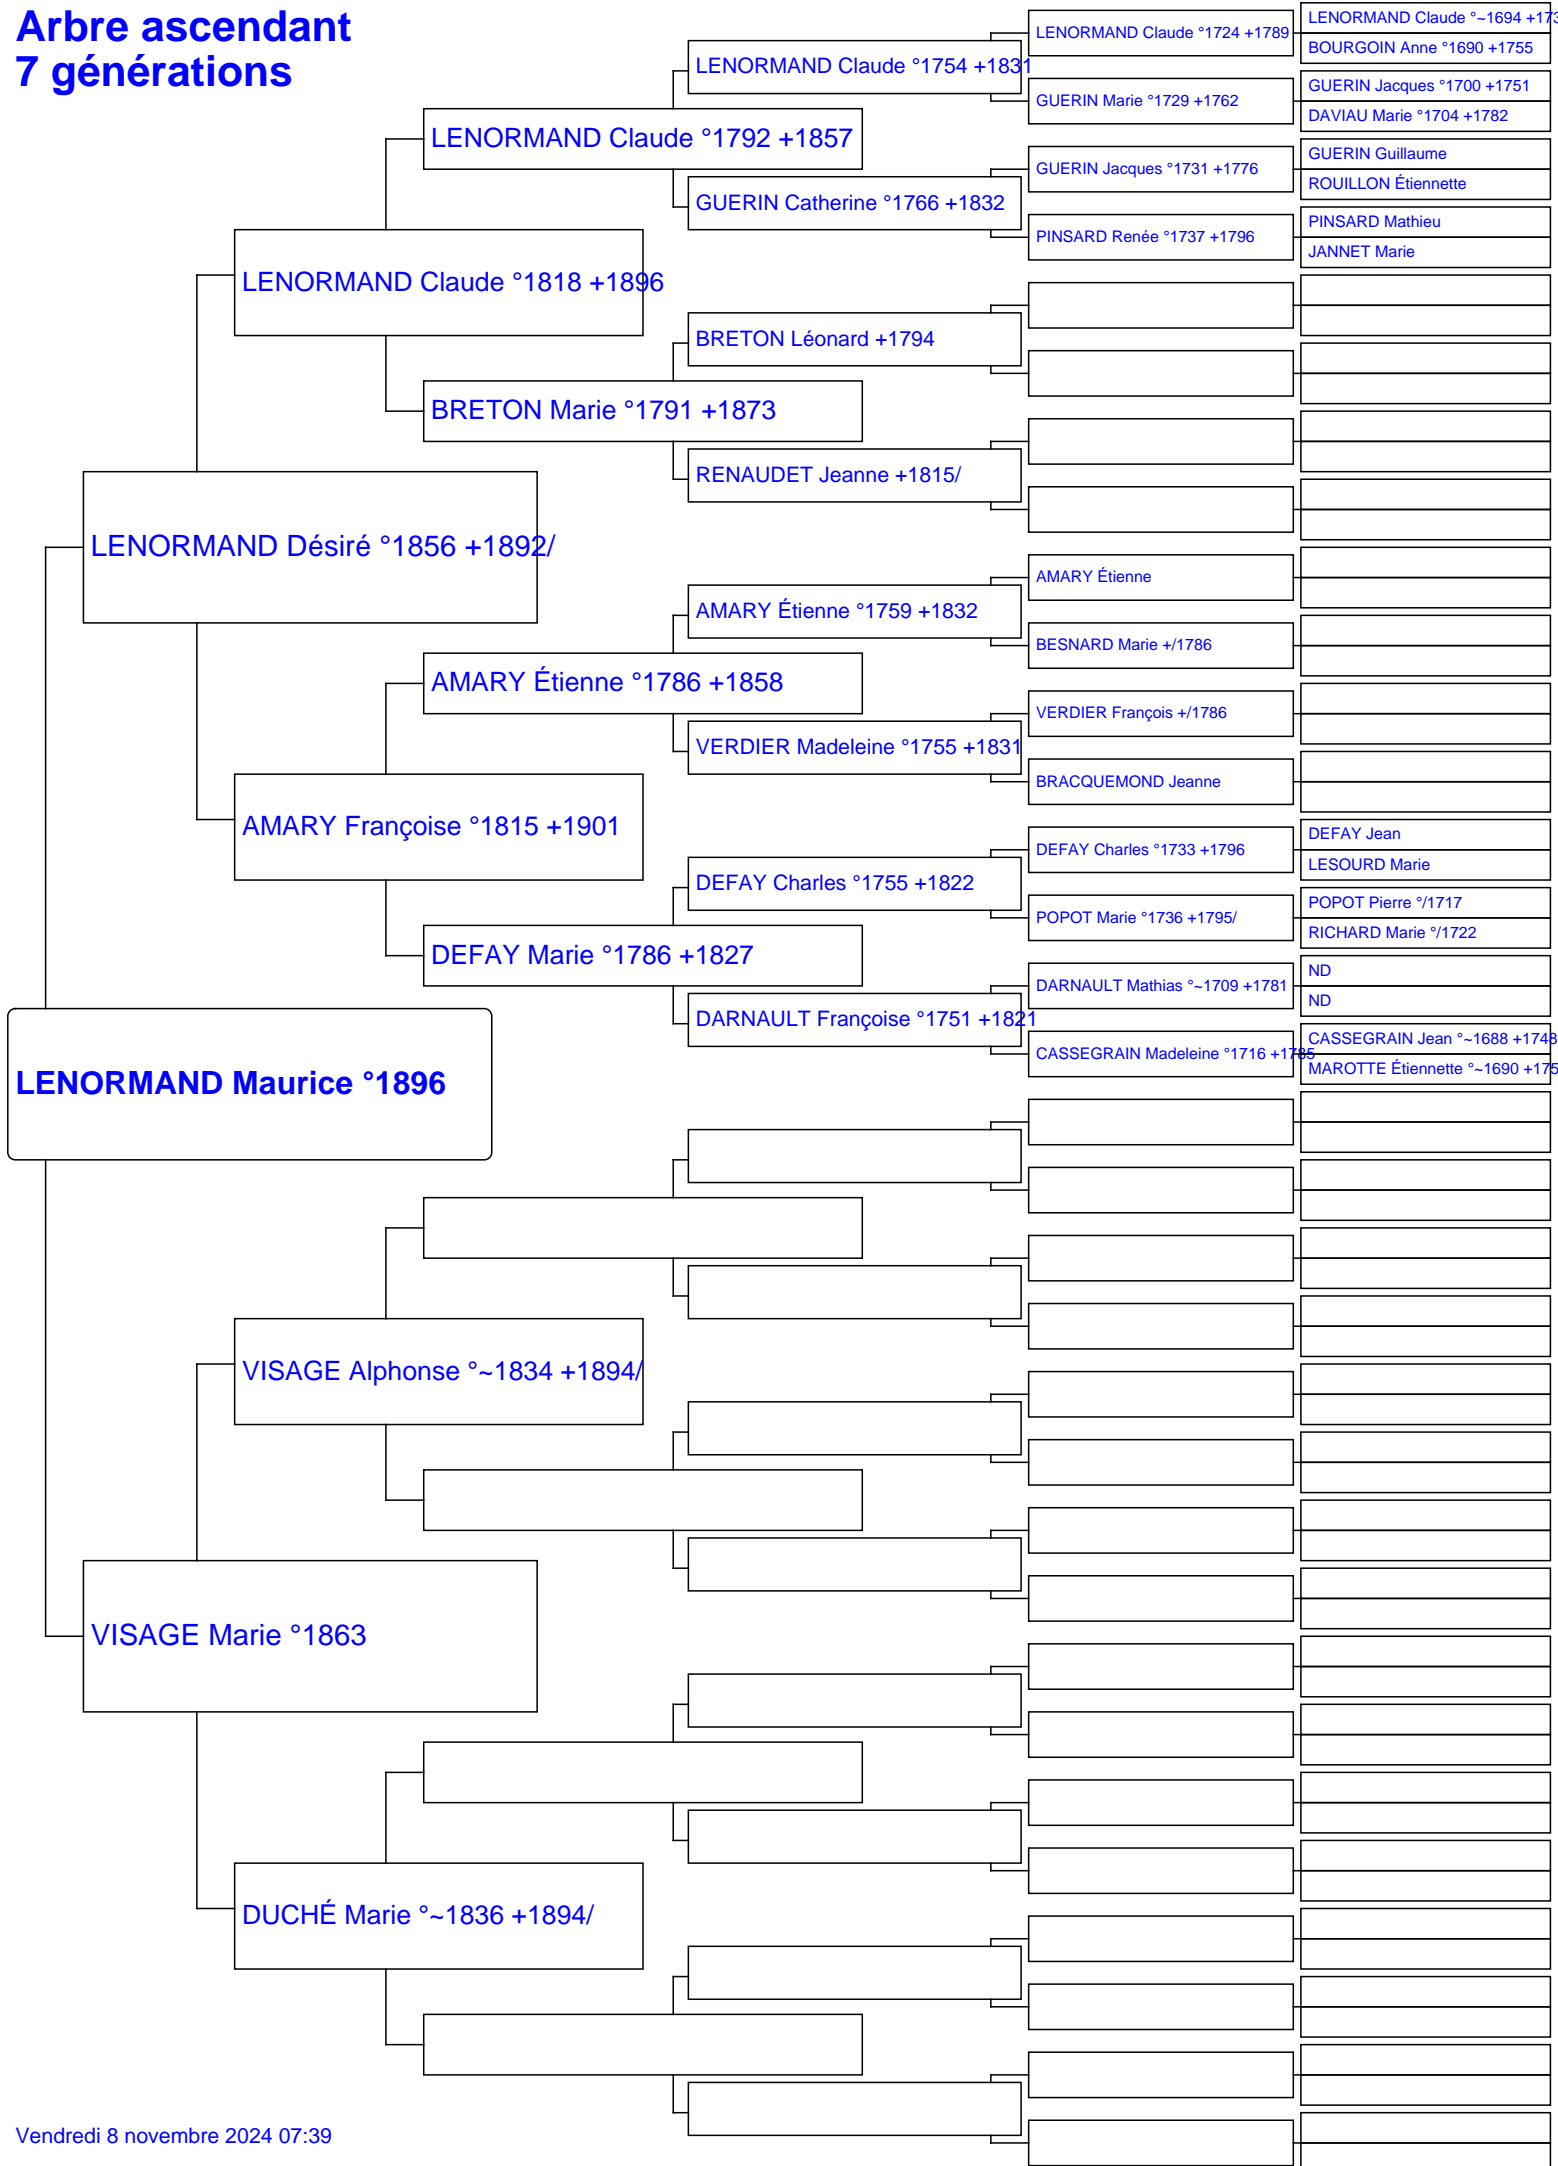 Arbre ascendant
7 générations
LENORMAND Claude °~1694 +173
LENORMAND Claude °1724 +1789
BOURGOIN Anne °1690 +1755
LENORMAND Claude °1754 +1831
GUERIN Jacques °1700 +1751
GUERIN Marie °1729 +1762
DAVIAU Marie °1704 +1782
LENORMAND Claude °1792 +1857
GUERIN Guillaume
GUERIN Jacques °1731 +1776
ROUILLON Étiennette
GUERIN Catherine °1766 +1832
PINSARD Mathieu
PINSARD Renée °1737 +1796
JANNET Marie
LENORMAND Claude °1818 +1896
BRETON Léonard +1794
BRETON Marie °1791 +1873
RENAUDET Jeanne +1815/
LENORMAND Désiré °1856 +1892/
AMARY Étienne
AMARY Étienne °1759 +1832
BESNARD Marie +/1786
AMARY Étienne °1786 +1858
VERDIER François +/1786
VERDIER Madeleine °1755 +1831
BRACQUEMOND Jeanne
AMARY Françoise °1815 +1901
DEFAY Jean
DEFAY Charles °1733 +1796
LESOURD Marie
DEFAY Charles °1755 +1822
POPOT Pierre °/1717
POPOT Marie °1736 +1795/
RICHARD Marie °/1722
DEFAY Marie °1786 +1827
ND
DARNAULT Mathias °~1709 +1781
ND
DARNAULT Françoise °1751 +1821
CASSEGRAIN Jean °~1688 +1748
CASSEGRAIN Madeleine °1716 +1785
MAROTTE Étiennette °~1690 +175
LENORMAND Maurice °1896
VISAGE Alphonse °~1834 +1894/
VISAGE Marie °1863
DUCHÉ Marie °~1836 +1894/
Vendredi 8 novembre 2024 07:39